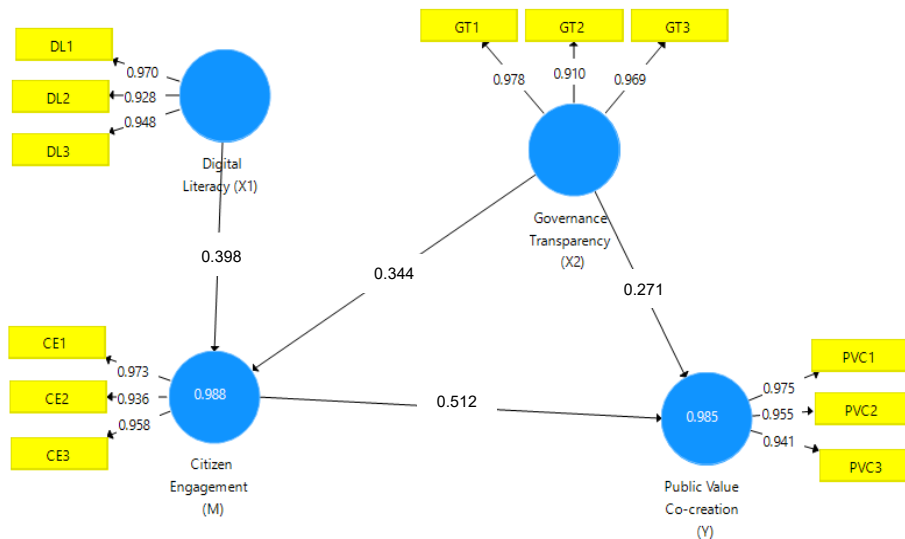 DL1
DL2
DL3
0.970
0.928
0.948
Digital
Literacy (X1)
GT1
GT2
GT3
0.978
0.910
0.969
Governance
Transparency
(X2)
0.398
0.344
0.271
CE1
CE2
CE3
0.973
0.936
0.958
0.988
Citizen
Engagement
(M)
0.512
0.985
Public Value
Co-creation
(Y)
0.975
0.955
0.941
PVC1
PVC2
PVC3